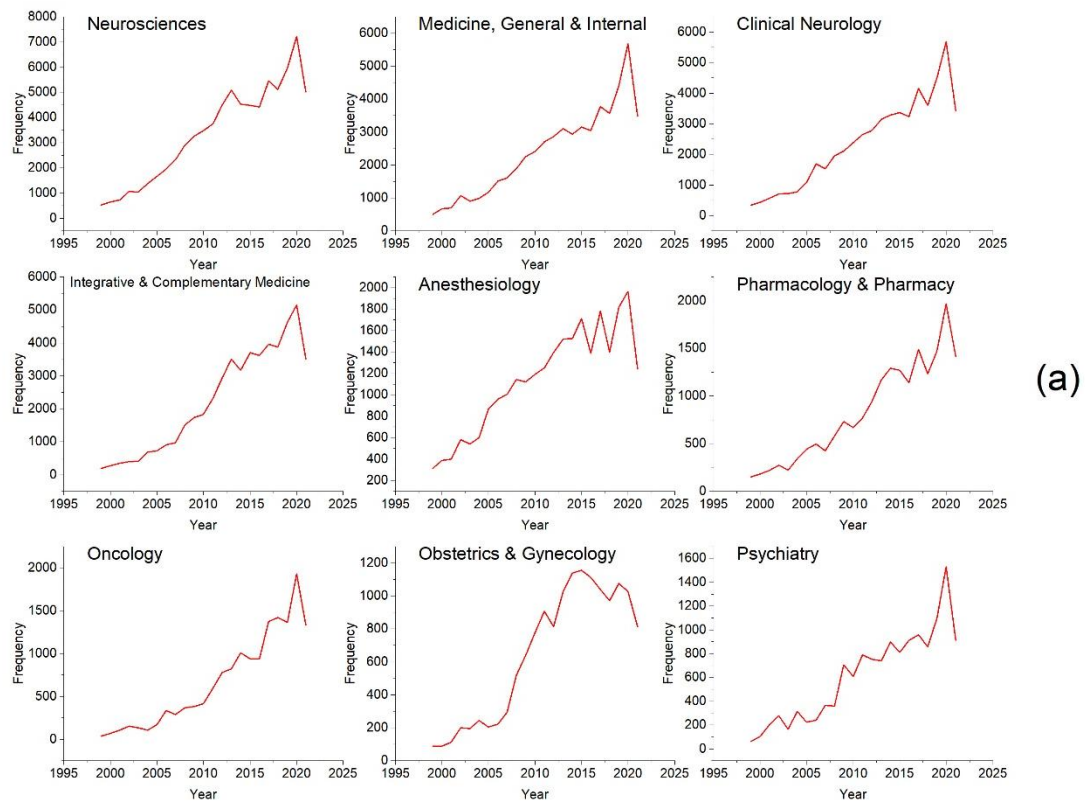 Neurosciences
8000
7000
6000
5000
4000
3000
2000
1000
0
Frequency
1995 2000 2005 2010 2015 2020 2025
Year
Medicine, General & Internal
6000
5000
4000
3000
2000
1000
0
Frequency
1995 2000 2005 2010 2015 2020 2025
Year
Clinical Neurology
6000
5000
4000
3000
2000
1000
0
Frequency
1995 2000 2005 2010 2015 2020 2025
Year
Integrative & Complementary Medicine
6000
5000
4000
3000
2000
1000
0
Frequency
1995 2000 2005 2010 2015 2020 2025
Year
Anesthesiology
2000
1800
1600
1400
1200
1000
800
600
400
200
Frequency
1995 2000 2005 2010 2015 2020 2025
Year
Pharmacology & Pharmacy
2000
1500
1000
500
0
Frequency
1995 2000 2005 2010 2015 2020 2025
Year
(a)
Oncology
2000
1500
1000
500
0
Frequency
1995 2000 2005 2010 2015 2020 2025
Year
Obstetrics & Gynecology
1200
1000
800
600
400
200
0
Frequency
1995 2000 2005 2010 2015 2020 2025
Year
Psychiatry
1600
1400
1200
1000
800
600
400
200
0
Frequency
1995 2000 2005 2010 2015 2020 2025
Year